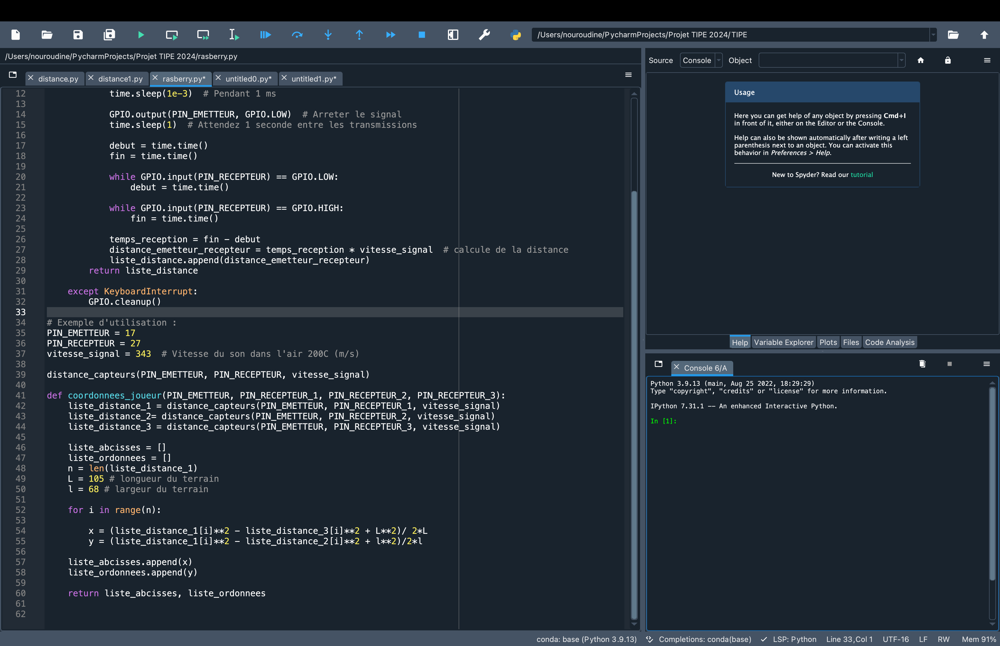 /Users/nouroudine/PycharmProjects/Projet TIPE 2024/TIPE
/Users/nouroudine/PycharmProjects/Projet TIPE 2024/rasberry.py
distance.py
distance1.py
rasberry.py*
untitled0.py*
untitled1.py*
12 time.sleep(1e-3)  # Pendant 1 ms
13
14 GPIO.output(PIN_EMETTEUR, GPIO.LOW)  # Arreter le signal
15 time.sleep(1)  # Attendez 1 seconde entre les transmissions
16
17 debut = time.time()
18 fin = time.time()
19
20 while GPIO.input(PIN_RECEPTEUR) == GPIO.LOW:
21 debut = time.time()
22
23 while GPIO.input(PIN_RECEPTEUR) == GPIO.HIGH:
24 fin = time.time()
25
26 temps_reception = fin - debut
27 distance_emetteur_recepteur = temps_reception * vitesse_signal  # calcule de la distance
28 liste_distance.append(distance_emetteur_recepteur)
29 return liste_distance
30
31 except KeyboardInterrupt:
32 GPIO.cleanup()
33
34 # Exemple d'utilisation :
35 PIN_EMETTEUR = 17
36 PIN_RECEPTEUR = 27
37 vitesse_signal = 343  # Vitesse du son dans l'air 200C (m/s)
38
39 distance_capteurs(PIN_EMETTEUR, PIN_RECEPTEUR, vitesse_signal)
40
41 def coordonnees_joueur(PIN_EMETTEUR, PIN_RECEPTEUR_1, PIN_RECEPTEUR_2, PIN_RECEPTEUR_3):
42 liste_distance_1 = distance_capteurs(PIN_EMETTEUR, PIN_RECEPTEUR_1, vitesse_signal)
43 liste_distance_2= distance_capteurs(PIN_EMETTEUR, PIN_RECEPTEUR_2, vitesse_signal)
44 liste_distance_3 = distance_capteurs(PIN_EMETTEUR, PIN_RECEPTEUR_3, vitesse_signal)
45
46 liste_abcisses = []
47 liste_ordonnees = []
48 n = len(liste_distance_1)
49 L = 105 # longueur du terrain
50 l = 68 # largeur du terrain
51
52 for i in range(n):
53
54 x = (liste_distance_1[i]**2 - liste_distance_3[i]**2 + L**2)/ 2*L
55 y = (liste_distance_1[i]**2 - liste_distance_2[i]**2 + l**2)/2*l
56
57 liste_abcisses.append(x)
58 liste_ordonnees.append(y)
59
60 return liste_abcisses, liste_ordonnees
61
62
Source Console Object
Usage
Here you can get help of any object by pressing Cmd+I
in front of it, either on the Editor or the Console.
Help can also be shown automatically after writing a left
parenthesis next to an object. You can activate this
behavior in Preferences > Help.
New to Spyder? Read our tutorial
Help Variable Explorer Plots Files Code Analysis
Console 6/A
Python 3.9.13 (main, Aug 25 2022, 18:29:29)
Type "copyright", "credits" or "license" for more information.
IPython 7.31.1 -- An enhanced Interactive Python.
In [1]:
conda: base (Python 3.9.13) Completions: conda(base) LSP: Python Line 33,Col 1 UTF-16 LF RW Mem 91%